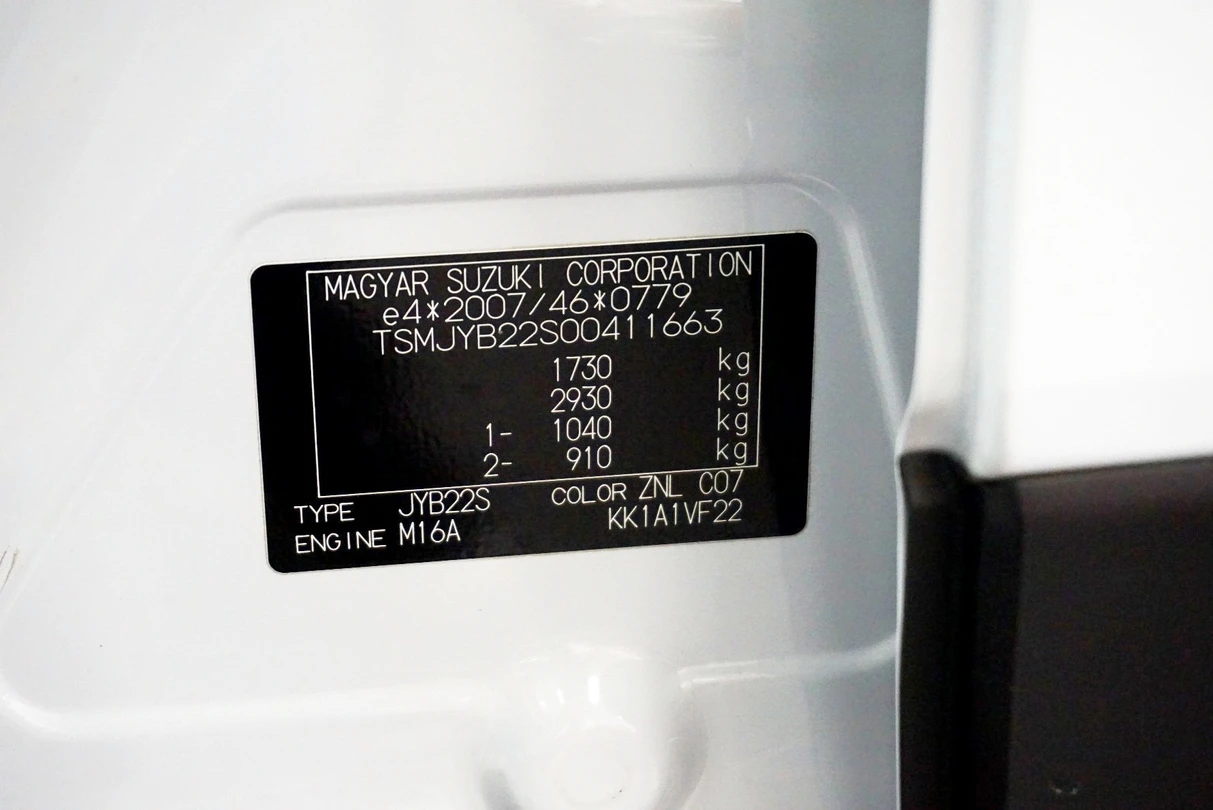 MAGYAR SUZUKI CORPORATION
e4*2007/46*0779
TSMJYB22S00411663
1730 kg
2930 kg
1- 1040 kg
2- 910 kg
TYPE JYB22S COLOR ZNL C07
ENGINE M16A KK1A1VF22